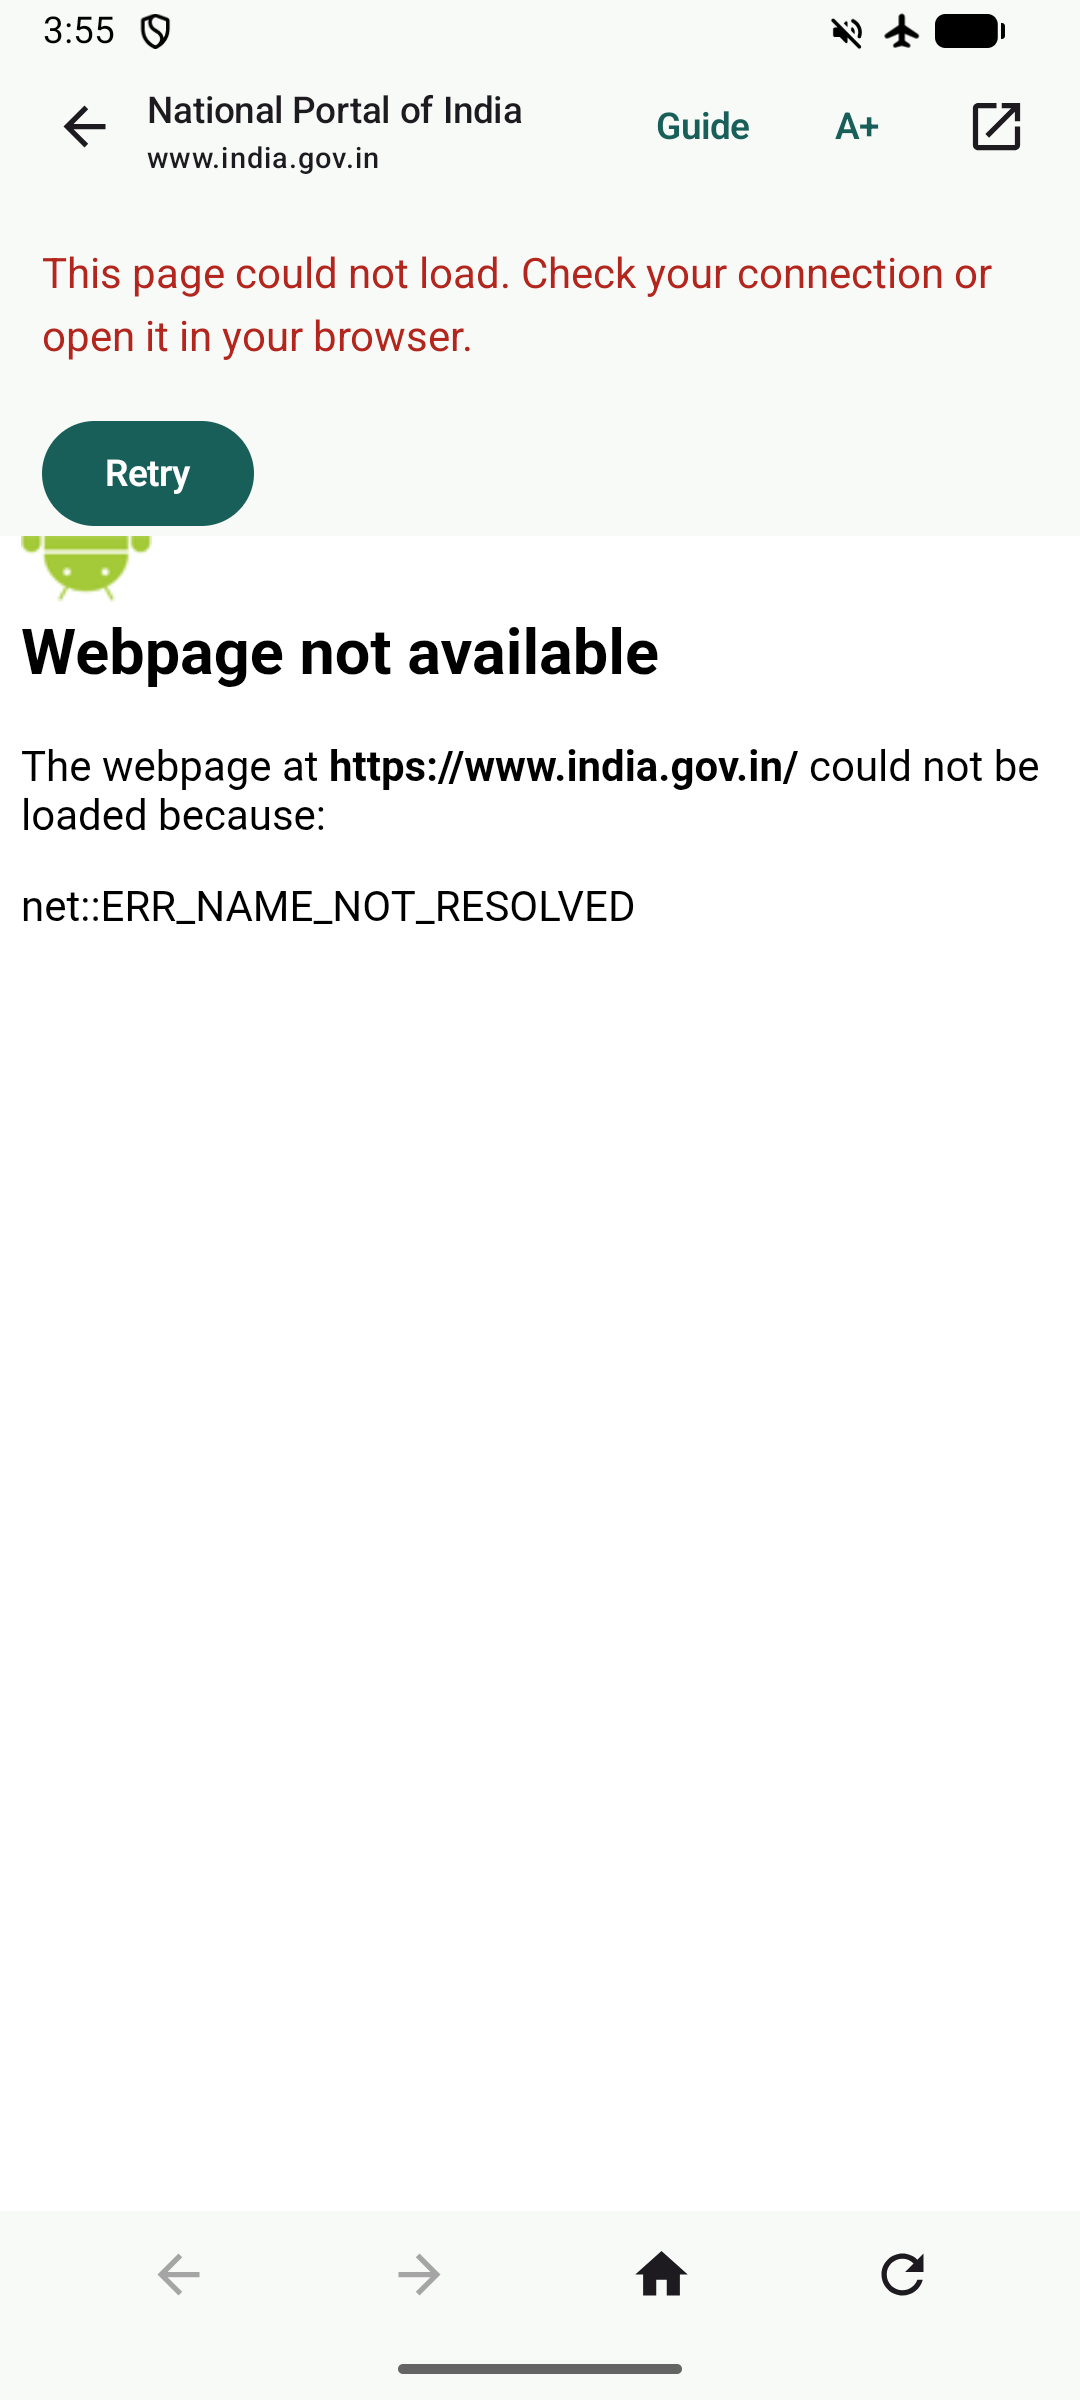 3:55
National Portal of India
www.india.gov.in
Guide
A+
This page could not load. Check your connection or
open it in your browser.
Retry
Webpage not available
The webpage at https://www.india.gov.in/ could not be
loaded because:
net::ERR_NAME_NOT_RESOLVED